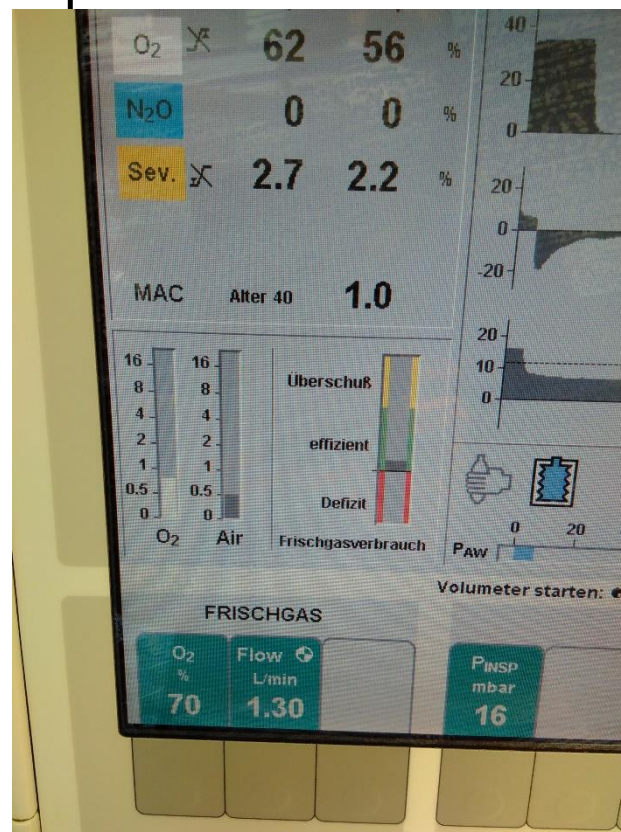 O₂ 62 56 %
N₂O 0 0 %
Sev. 2.7 2.2 %
MAC Alter 40 1.0
40
20
0
20
0
-20
20
10
0
16 16
8 8
4 4
2 2
1 1
0.5 0.5
0 0
O₂ Air
Überschuß
effizient
Defizit
Frischgasverbrauch
0 20
PAW
Volumeter starten:
FRISCHGAS
O₂ Flow
% L/min
70 1.30
PINSP
mbar
16